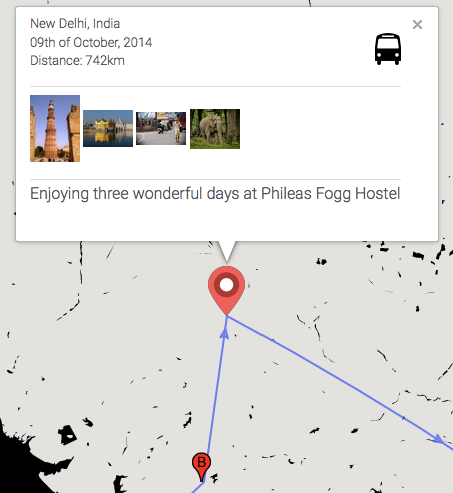 New Delhi, India
09th of October, 2014
Distance: 742km
Enjoying three wonderful days at Phileas Fogg Hostel
B